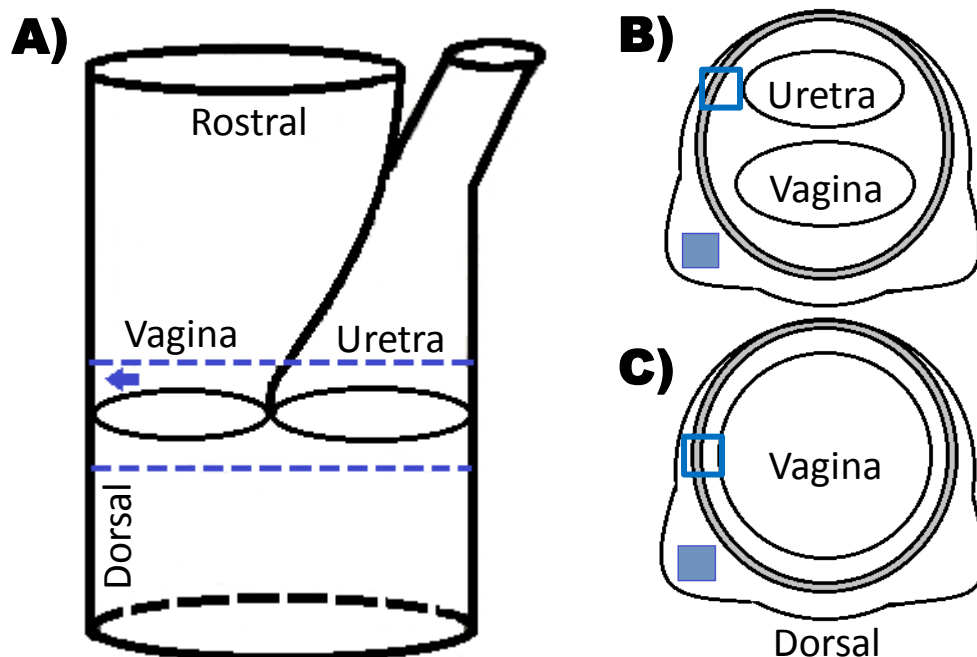 A)
Rostral
Vagina
Uretra
Dorsal
B)
Uretra
Vagina
C)
Vagina
Dorsal